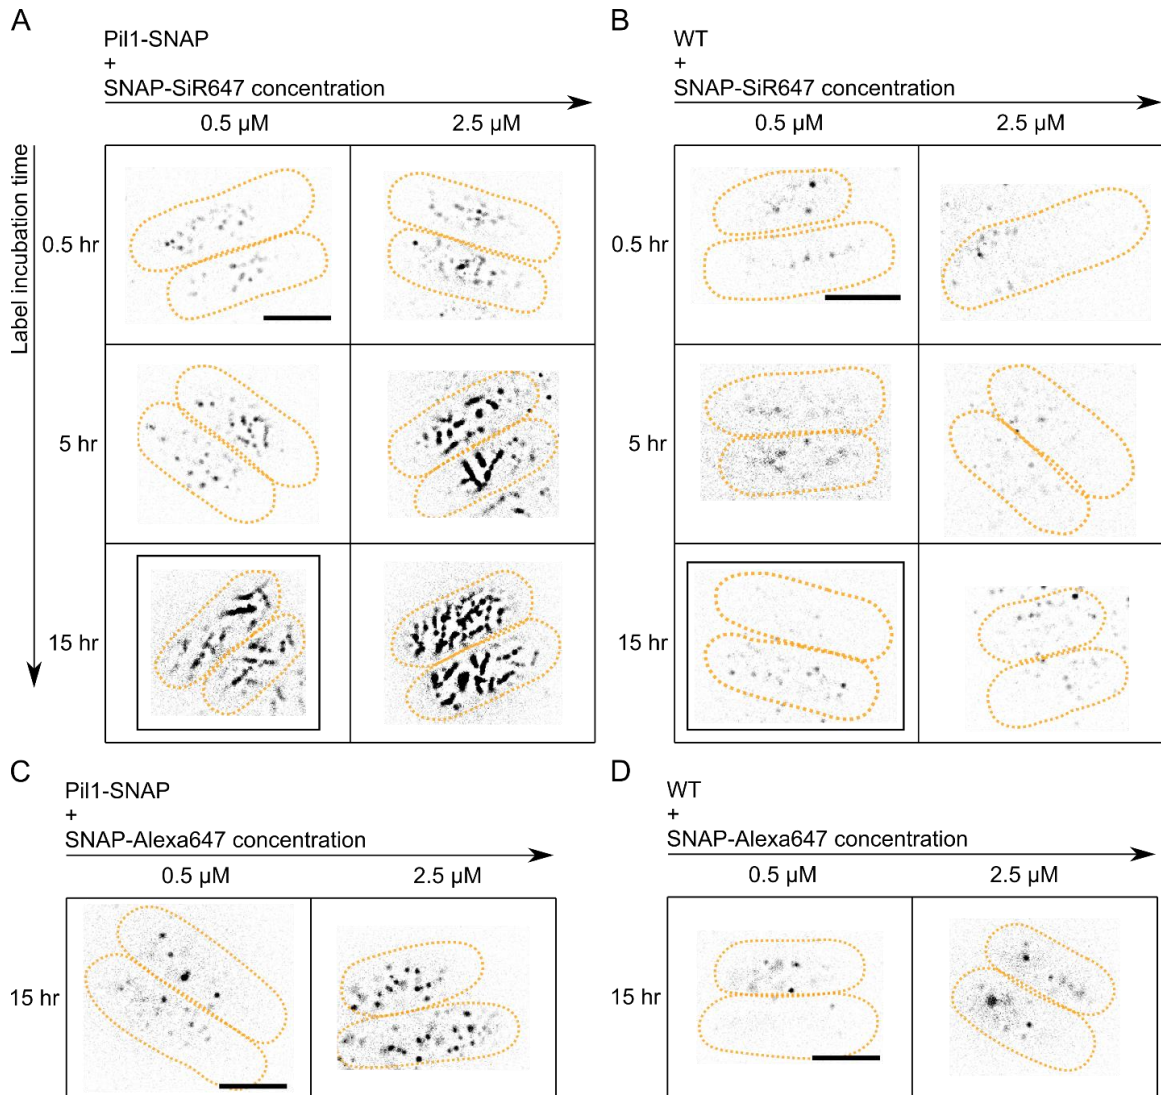 A
Pil1-SNAP
+
SNAP-SiR647 concentration
0.5 µM 2.5 µM
Label incubation time
0.5 hr
5 hr
15 hr
B
WT
+
SNAP-SiR647 concentration
0.5 µM 2.5 µM
0.5 hr
5 hr
15 hr
C
Pil1-SNAP
+
SNAP-Alexa647 concentration
0.5 µM 2.5 µM
15 hr
D
WT
+
SNAP-Alexa647 concentration
0.5 µM 2.5 µM
15 hr